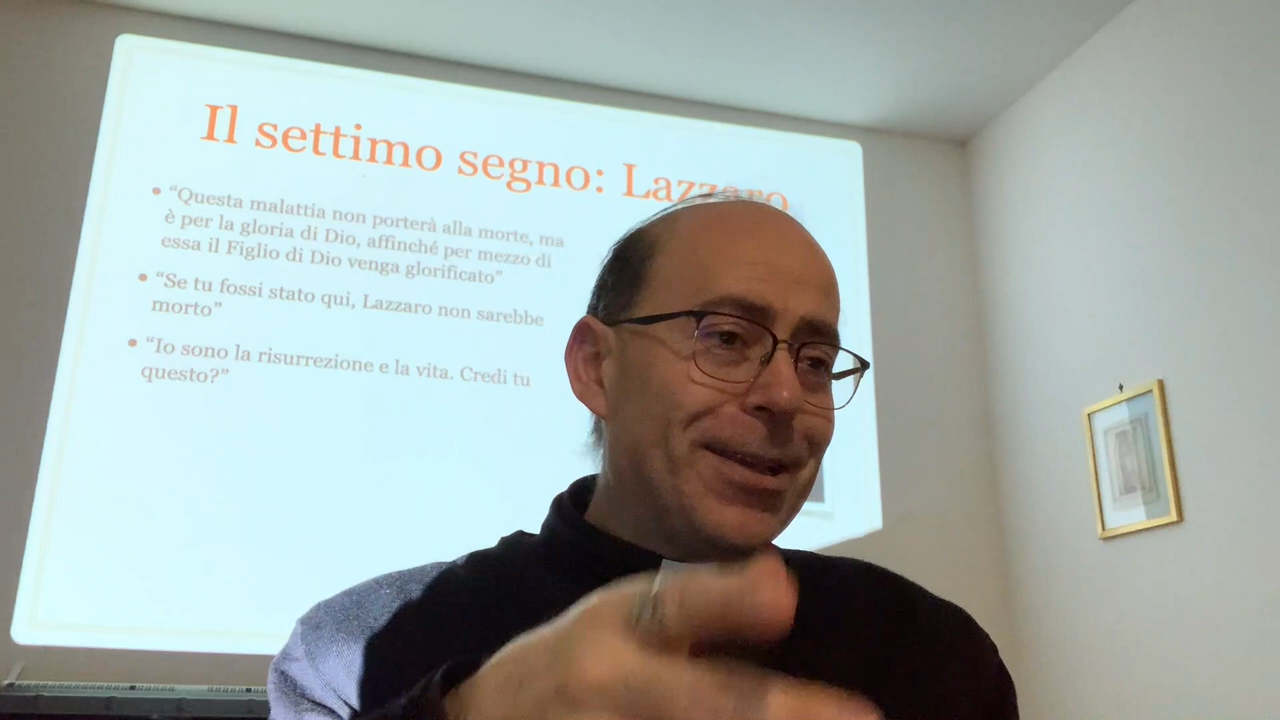 Il settimo segno: Lazzaro
• “Questa malattia non porterà alla morte, ma
è per la gloria di Dio, affinché per mezzo di
essa il Figlio di Dio venga glorificato”
• “Se tu fossi stato qui, Lazzaro non sarebbe
morto”
• “Io sono la risurrezione e la vita. Credi tu
questo?”